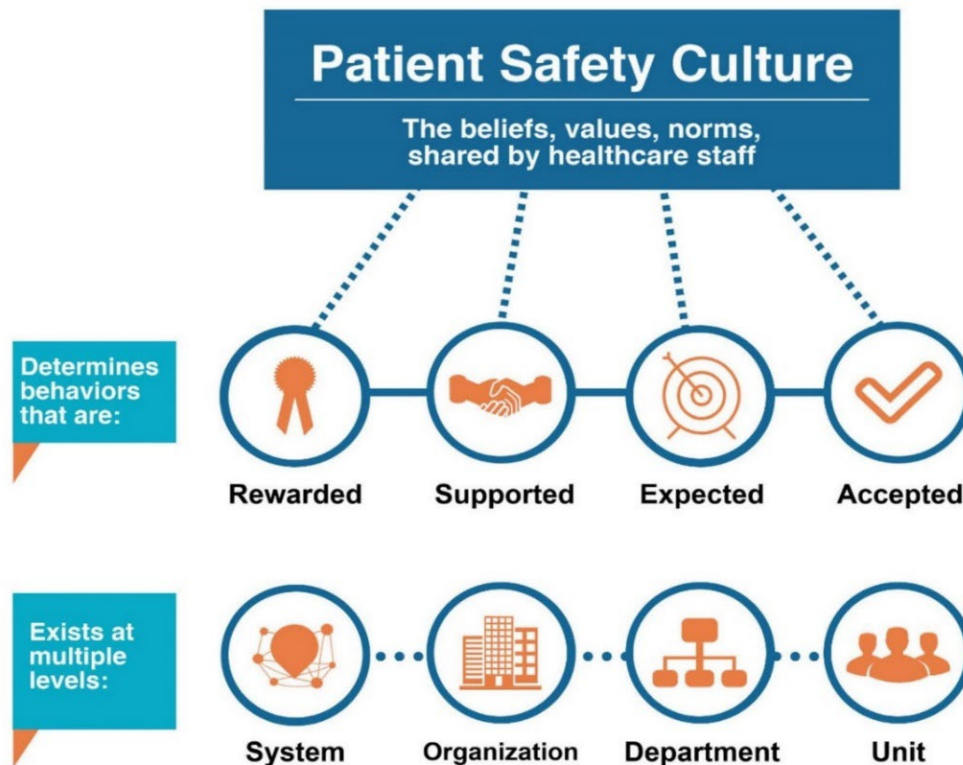 Patient Safety Culture
The beliefs, values, norms,
shared by healthcare staff
Determines
behaviors
that are:
Rewarded
Supported
Expected
Accepted
Exists at
multiple
levels:
System
Organization
Department
Unit